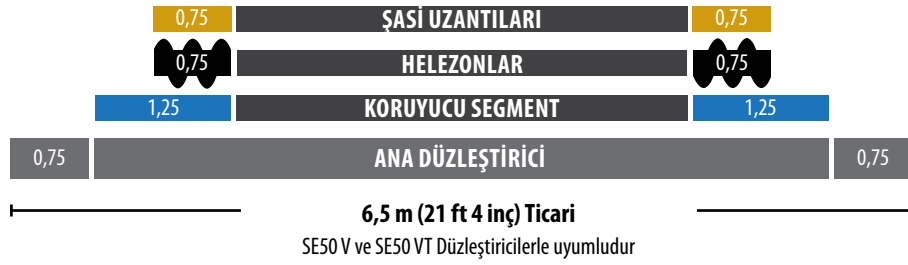 0,75 ŞASİ UZANTILARI 0,75
0,75 HELEZONLAR 0,75
1,25 KORUYUCU SEGMENT 1,25
0,75 ANA DÜZLEŞTİRİCİ 0,75
6,5 m (21 ft 4 inç) Ticari
SE50 V ve SE50 VT Düzleştiricilerle uyumludur